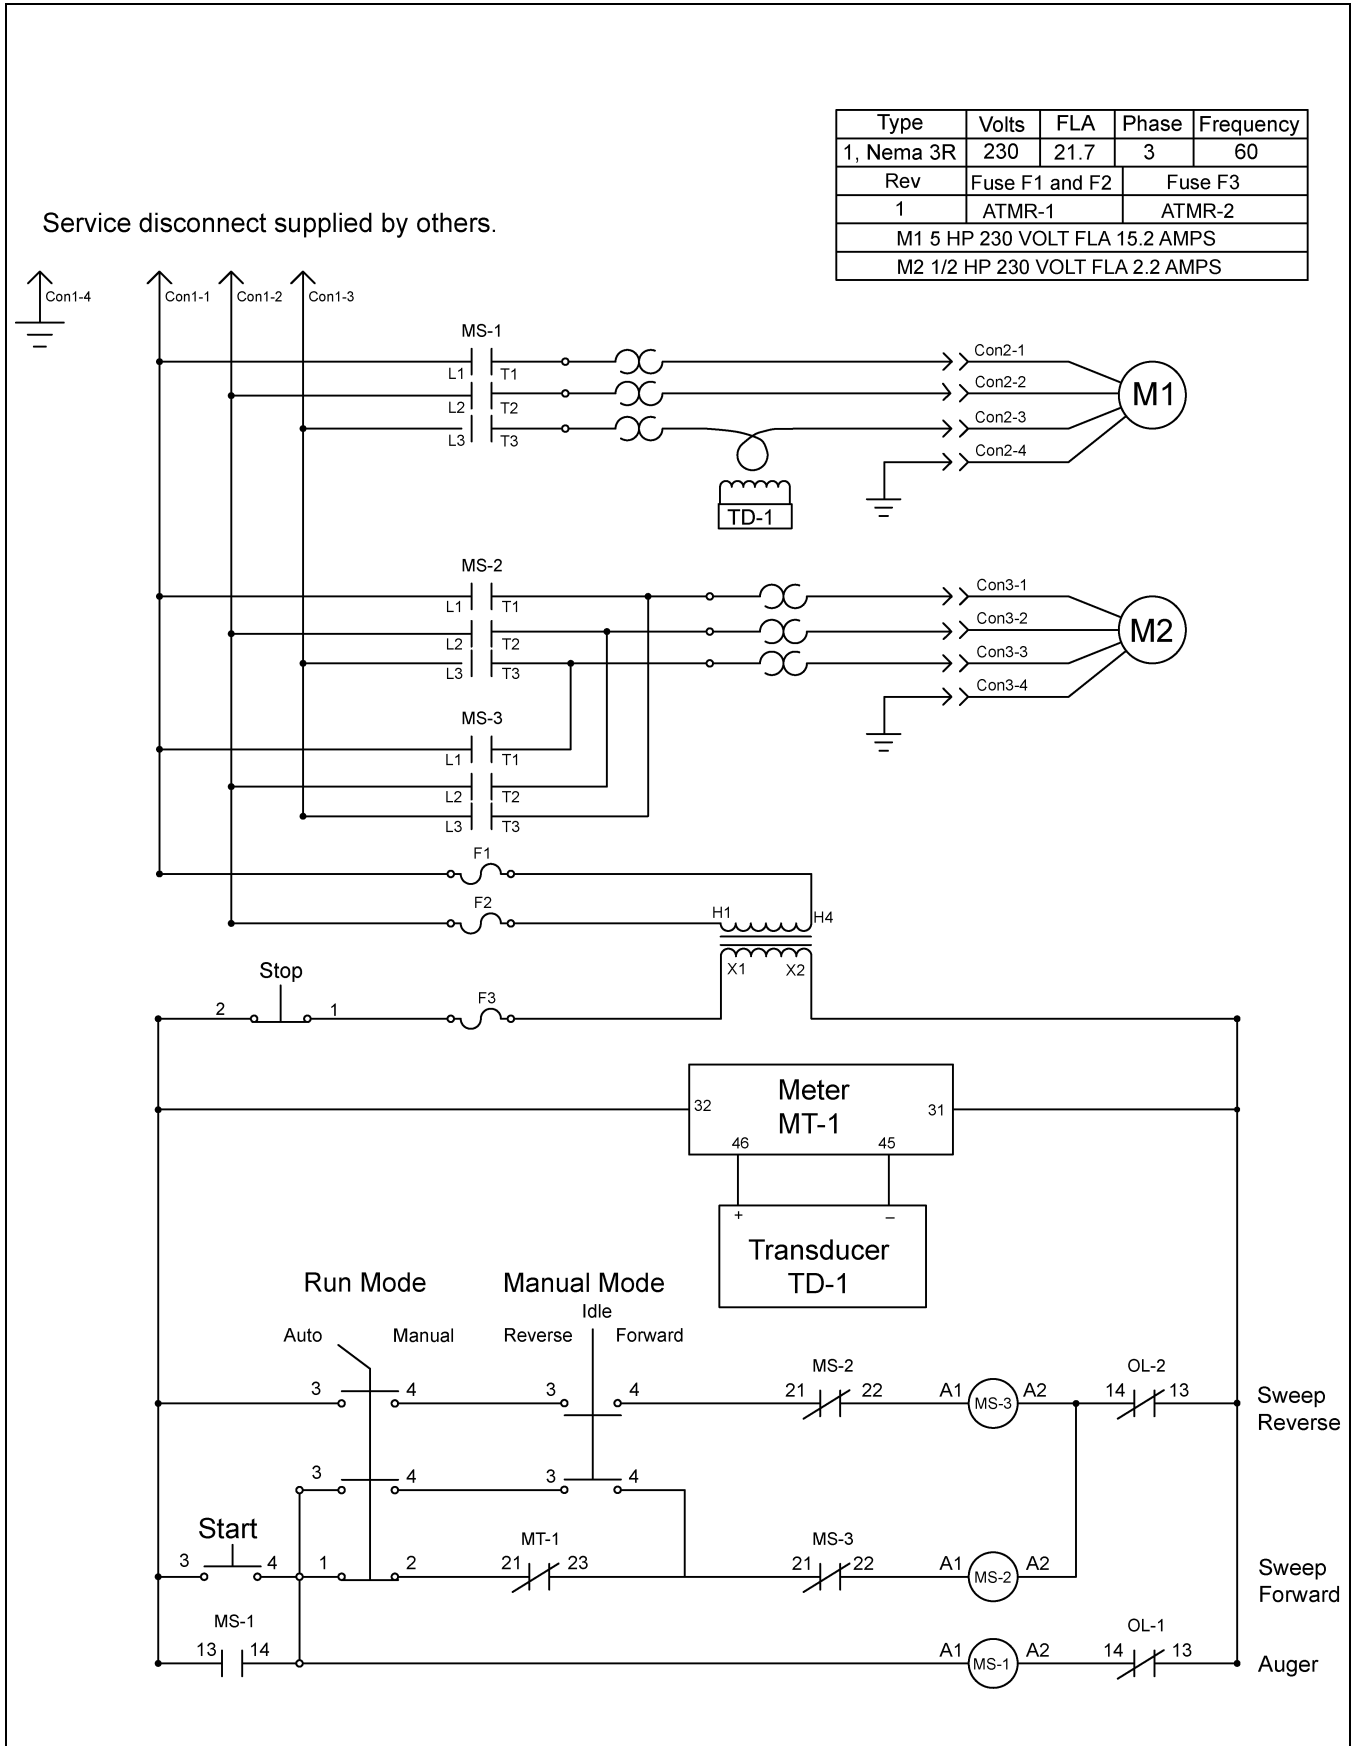 Type Volts FLA Phase Frequency
1, Nema 3R 230 21.7 3 60
Rev Fuse F1 and F2 Fuse F3
1 ATMR-1 ATMR-2
M1 5 HP 230 VOLT FLA 15.2 AMPS
M2 1/2 HP 230 VOLT FLA 2.2 AMPS
Service disconnect supplied by others.
Con1-4 Con1-1 Con1-2 Con1-3
MS-1
L1 T1 Con2-1
L2 T2 Con2-2
L3 T3 Con2-3
Con2-4
M1
TD-1
MS-2
L1 T1 Con3-1
L2 T2 Con3-2
L3 T3 Con3-3
Con3-4
M2
MS-3
L1 T1
L2 T2
L3 T3
F1
F2
H1 H4
X1 X2
Stop
2 1 F3
Meter
MT-1
32 31
46 45
+ –
Transducer
TD-1
Run Mode Manual Mode
Idle
Auto Manual Reverse Forward
MS-2 OL-2
3 4 3 4 21 22 A1 MS-3 A2 14 13
Sweep
Reverse
3 4 3 4
Start
MT-1 MS-3
3 4 1 2 21 23 21 22 A1 MS-2 A2
Sweep
Forward
MS-1 OL-1
13 14 A1 MS-1 A2 14 13
Auger